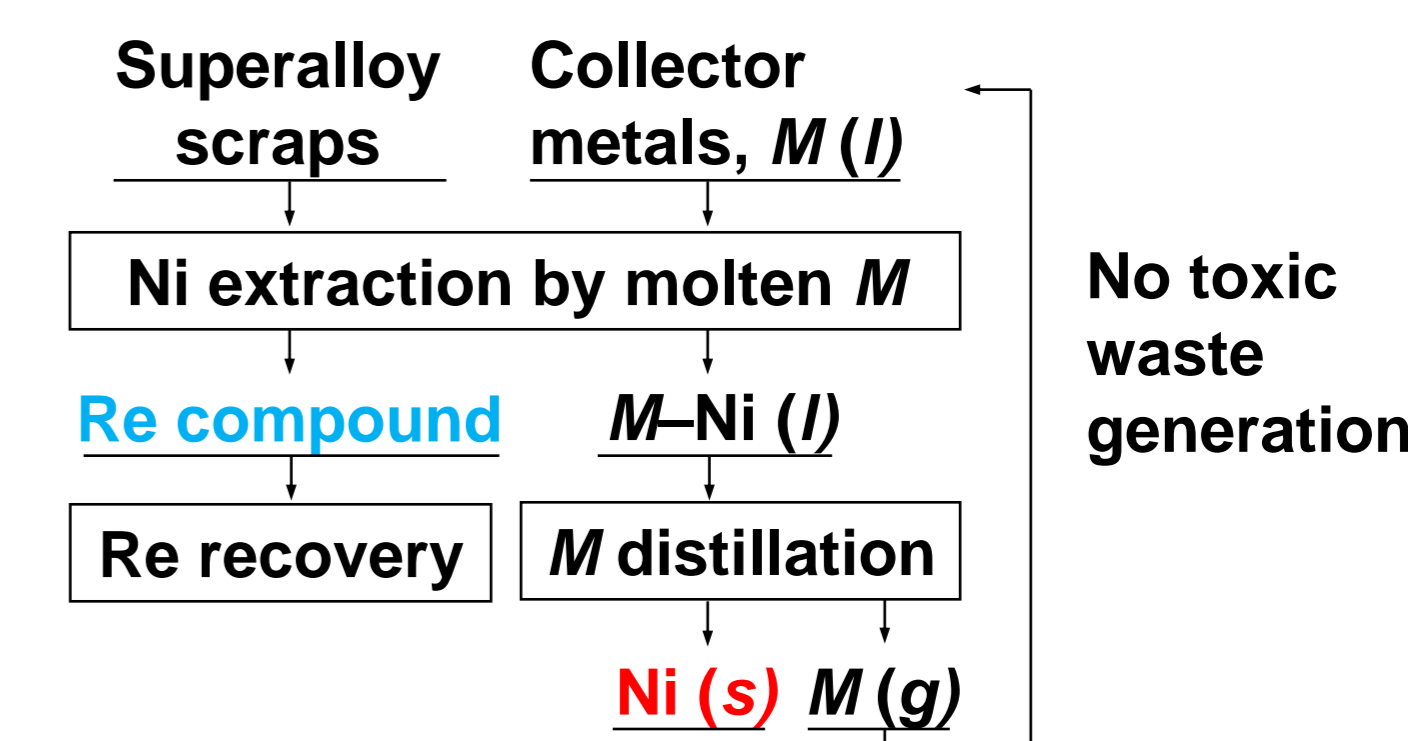 Superalloy
scraps
Collector
metals, M (l)
Ni extraction by molten M
No toxic
waste
generation
Re compound
M–Ni (l)
Re recovery
M distillation
Ni (s)
M (g)